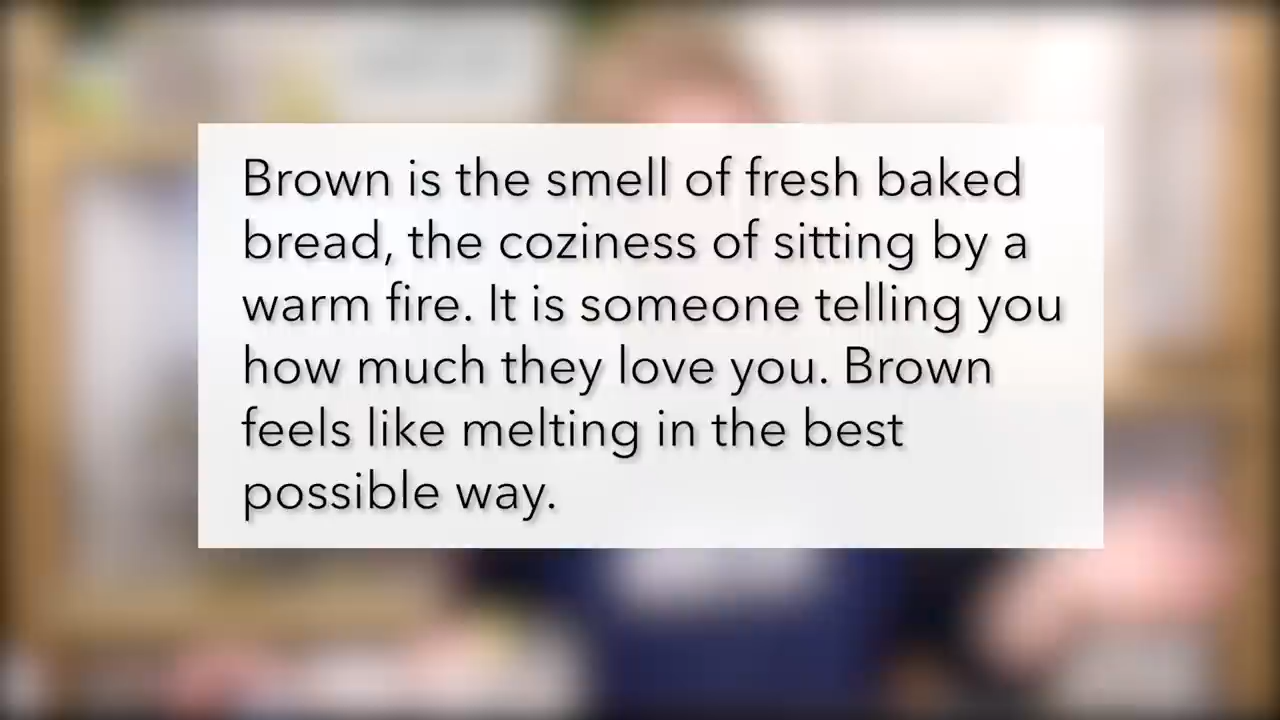 Brown is the smell of fresh baked
bread, the coziness of sitting by a
warm fire. It is someone telling you
how much they love you. Brown
feels like melting in the best
possible way.